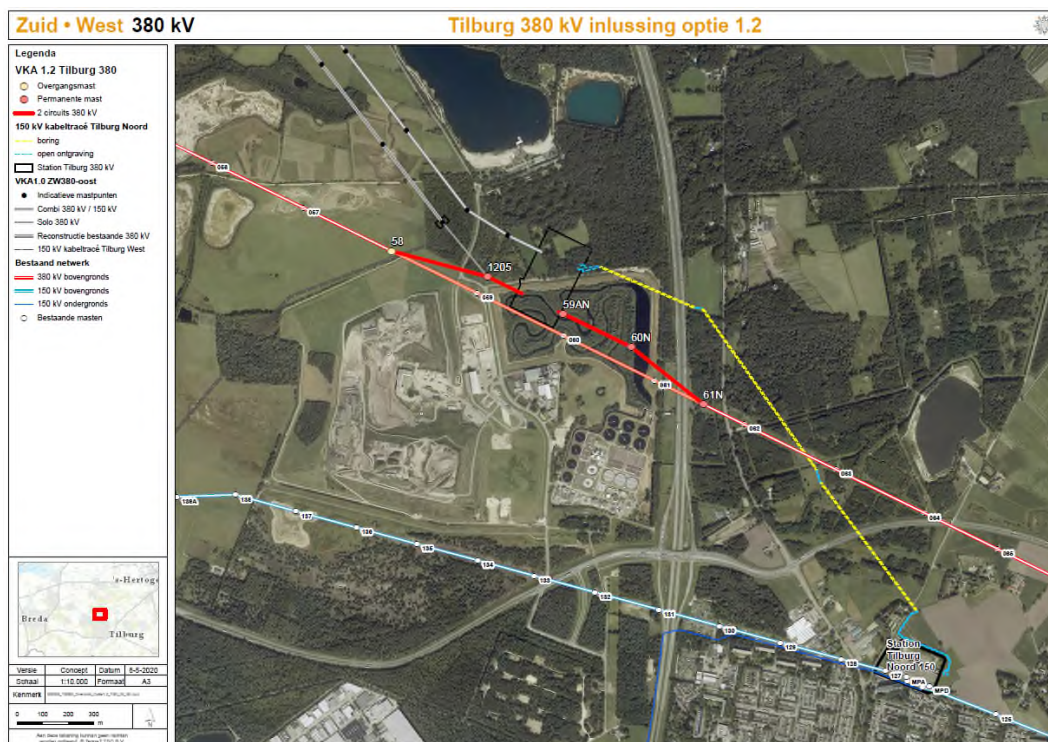 Zuid • West 380 kV
Tilburg 380 kV inlussing optie 1.2
Legenda
VKA 1.2 Tilburg 380
Overgangsmast
Permanente mast
2 circuits 380 kV
150 kV kabeltracé Tilburg Noord
boring
open ontgraving
Station Tilburg 380 kV
VKA1.0 ZW380-oost
Indicatieve mastpunten
Combi 380 kV / 150 kV
Solo 380 kV
Reconstructie bestaande 380 kV
150 kV kabeltracé Tilburg West
Bestaand netwerk
380 kV bovengronds
150 kV bovengronds
150 kV ondergronds
Bestaande masten
's-Hertoge
Breda
Tilburg
Versie Concept Datum 6-5-2020
Schaal 1:10.000 Formaat A3
Kenmerk
0 100 200 300
m
056
057
58
1205
059
59AN
060
60N
061
61N
062
063
064
065
139A
138
137
136
135
134
133
132
131
130
129
128
Station
Tilburg
Noord 150
127
MPA
MPD
126